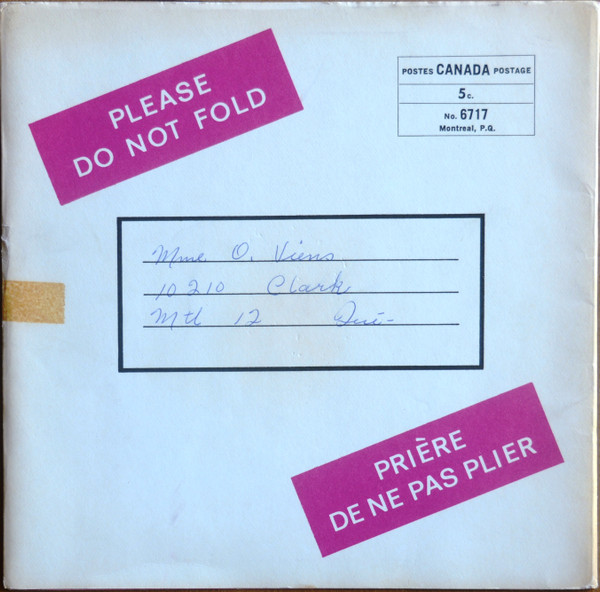 PLEASE
DO NOT FOLD
POSTES CANADA POSTAGE
5c.
No. 6717
Montreal, P.Q.
Mme. O. Viens
10210 Clark
Mtl 12 Qué-
PRIÈRE
DE NE PAS PLIER